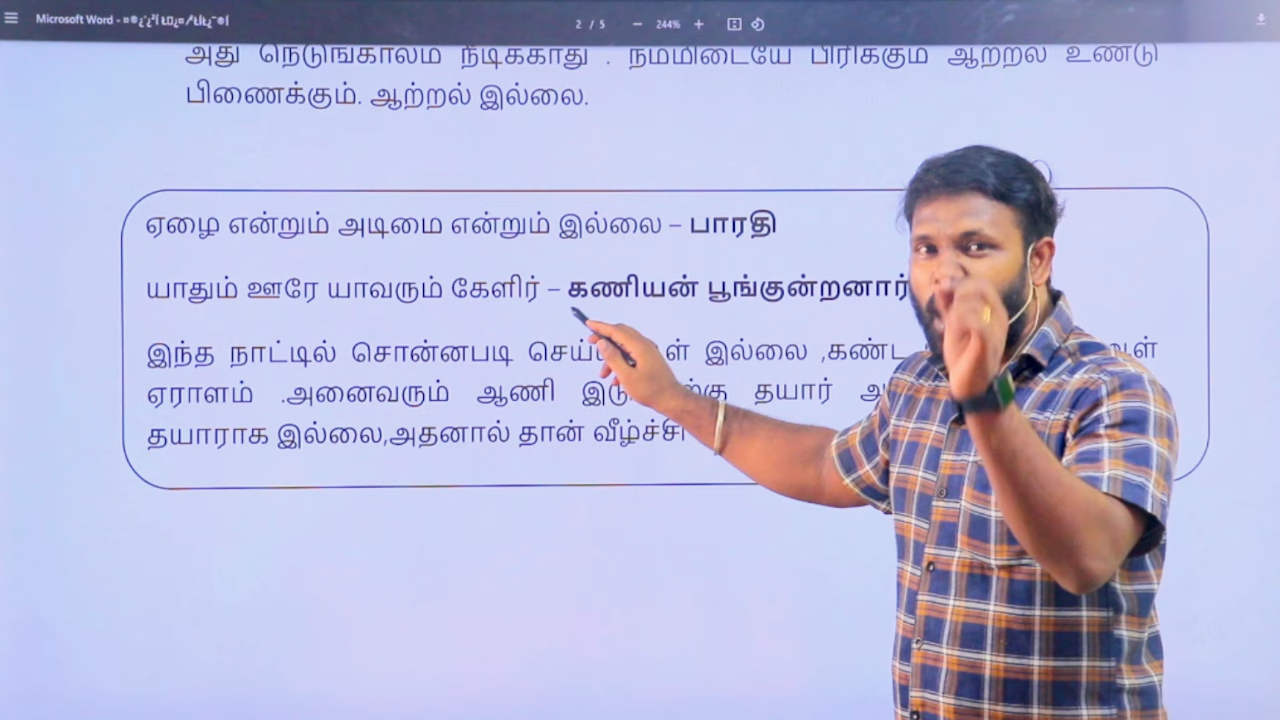 Microsoft Word -
2 / 5 — 244% +
அது நெடுங்காலம் நீடிக்காது . நம்மிடையே பிரிக்கும் ஆற்றல் உண்டு
பிணைக்கும். ஆற்றல் இல்லை.
ஏழை என்றும் அடிமை என்றும் இல்லை – பாரதி
யாதும் ஊரே யாவரும் கேளிர் – கணியன் பூங்குன்றனார்
இந்த நாட்டில் சொன்னபடி இல்லை ,கண்ட
ஏராளம் .அனைவரும் ஆணி தயார்
தயாராக இல்லை,அதனால் தான்